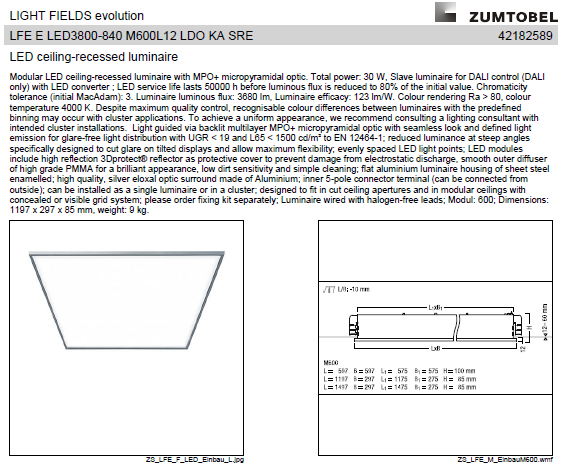 LIGHT FIELDS evolution
ZUMTOBEL
LFE E LED3800-840 M600L12 LDO KA SRE 42182589
LED ceiling-recessed luminaire
Modular LED ceiling-recessed luminaire with MPO+ micropyramidal optic. Total power: 30 W, Slave luminaire for DALI control (DALI
only) with LED converter ; LED service life lasts 50000 h before luminous flux is reduced to 80% of the initial value. Chromaticity
tolerance (initial MacAdam): 3. Luminaire luminous flux: 3680 lm, Luminaire efficacy: 123 lm/W. Colour rendering Ra > 80, colour
temperature 4000 K. Despite maximum quality control, recognisable colour differences between luminaires with the predefined
binning may occur with cluster applications. To achieve a uniform appearance, we recommend consulting a lighting consultant with
intended cluster installations. Light guided via backlit multilayer MPO+ micropyramidal optic with seamless look and defined light
emission for glare-free light distribution with UGR < 19 and L65 < 1500 cd/m² to EN 12464-1; reduced luminance at steep angles
specifically designed to cut glare on tilted displays and allow maximum flexibility; evenly spaced LED light points; LED modules
include high reflection 3Dprotect® reflector as protective cover to prevent damage from electrostatic discharge, smooth outer diffuser
of high grade PMMA for a brilliant appearance, low dirt sensitivity and simple cleaning; flat aluminium luminaire housing of sheet steel
enamelled; high quality, silver eloxal optic surround made of Aluminium; inner 5-pole connector terminal (can be connected from
outside); can be installed as a single luminaire or in a cluster; designed to fit in cut ceiling apertures and in modular ceilings with
concealed or visible grid system; please order fixing kit separately; Luminaire wired with halogen-free leads; Modul: 600; Dimensions:
1197 x 297 x 85 mm, weight: 9 kg.
L/B: -10 mm
L₁xB₁
H
12
LxB
M600
L= 597 B=597 L₁= 575 B₁=575 H=100 mm
L=1197 B=297 L₁=1175 B₁=275 H= 85 mm
L=1497 B=297 L₁=1475 B₁=275 H= 85 mm
ZS_LFE_F_LED_Einbau_L.jpg
ZS_LFE_M_EinbauM600.wmf